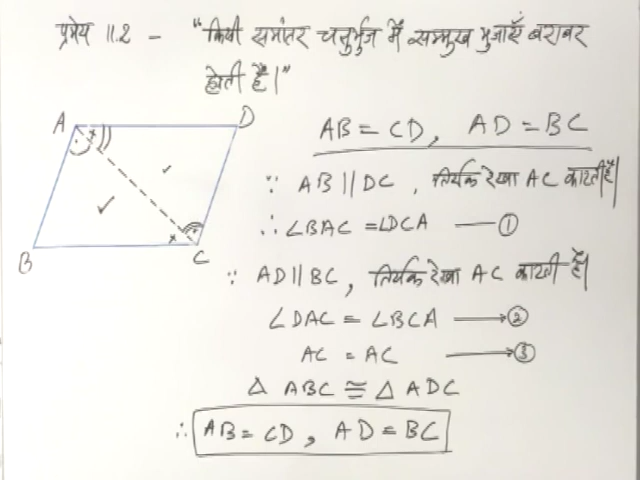 प्रमेय 11.2 - "किसी समांतर चतुर्भुज में सम्मुख भुजाएँ बराबर
होती हैं।"
A D
B C
AB = CD, AD = BC
∵ AB || DC, तिर्यक रेखा AC काटती है।
∴ ∠BAC = ∠DCA — ①
∵ AD || BC, तिर्यक रेखा AC काटती है।
∠DAC = ∠BCA → ②
AC = AC → ③
△ ABC ≅ △ ADC
∴ AB = CD, AD = BC